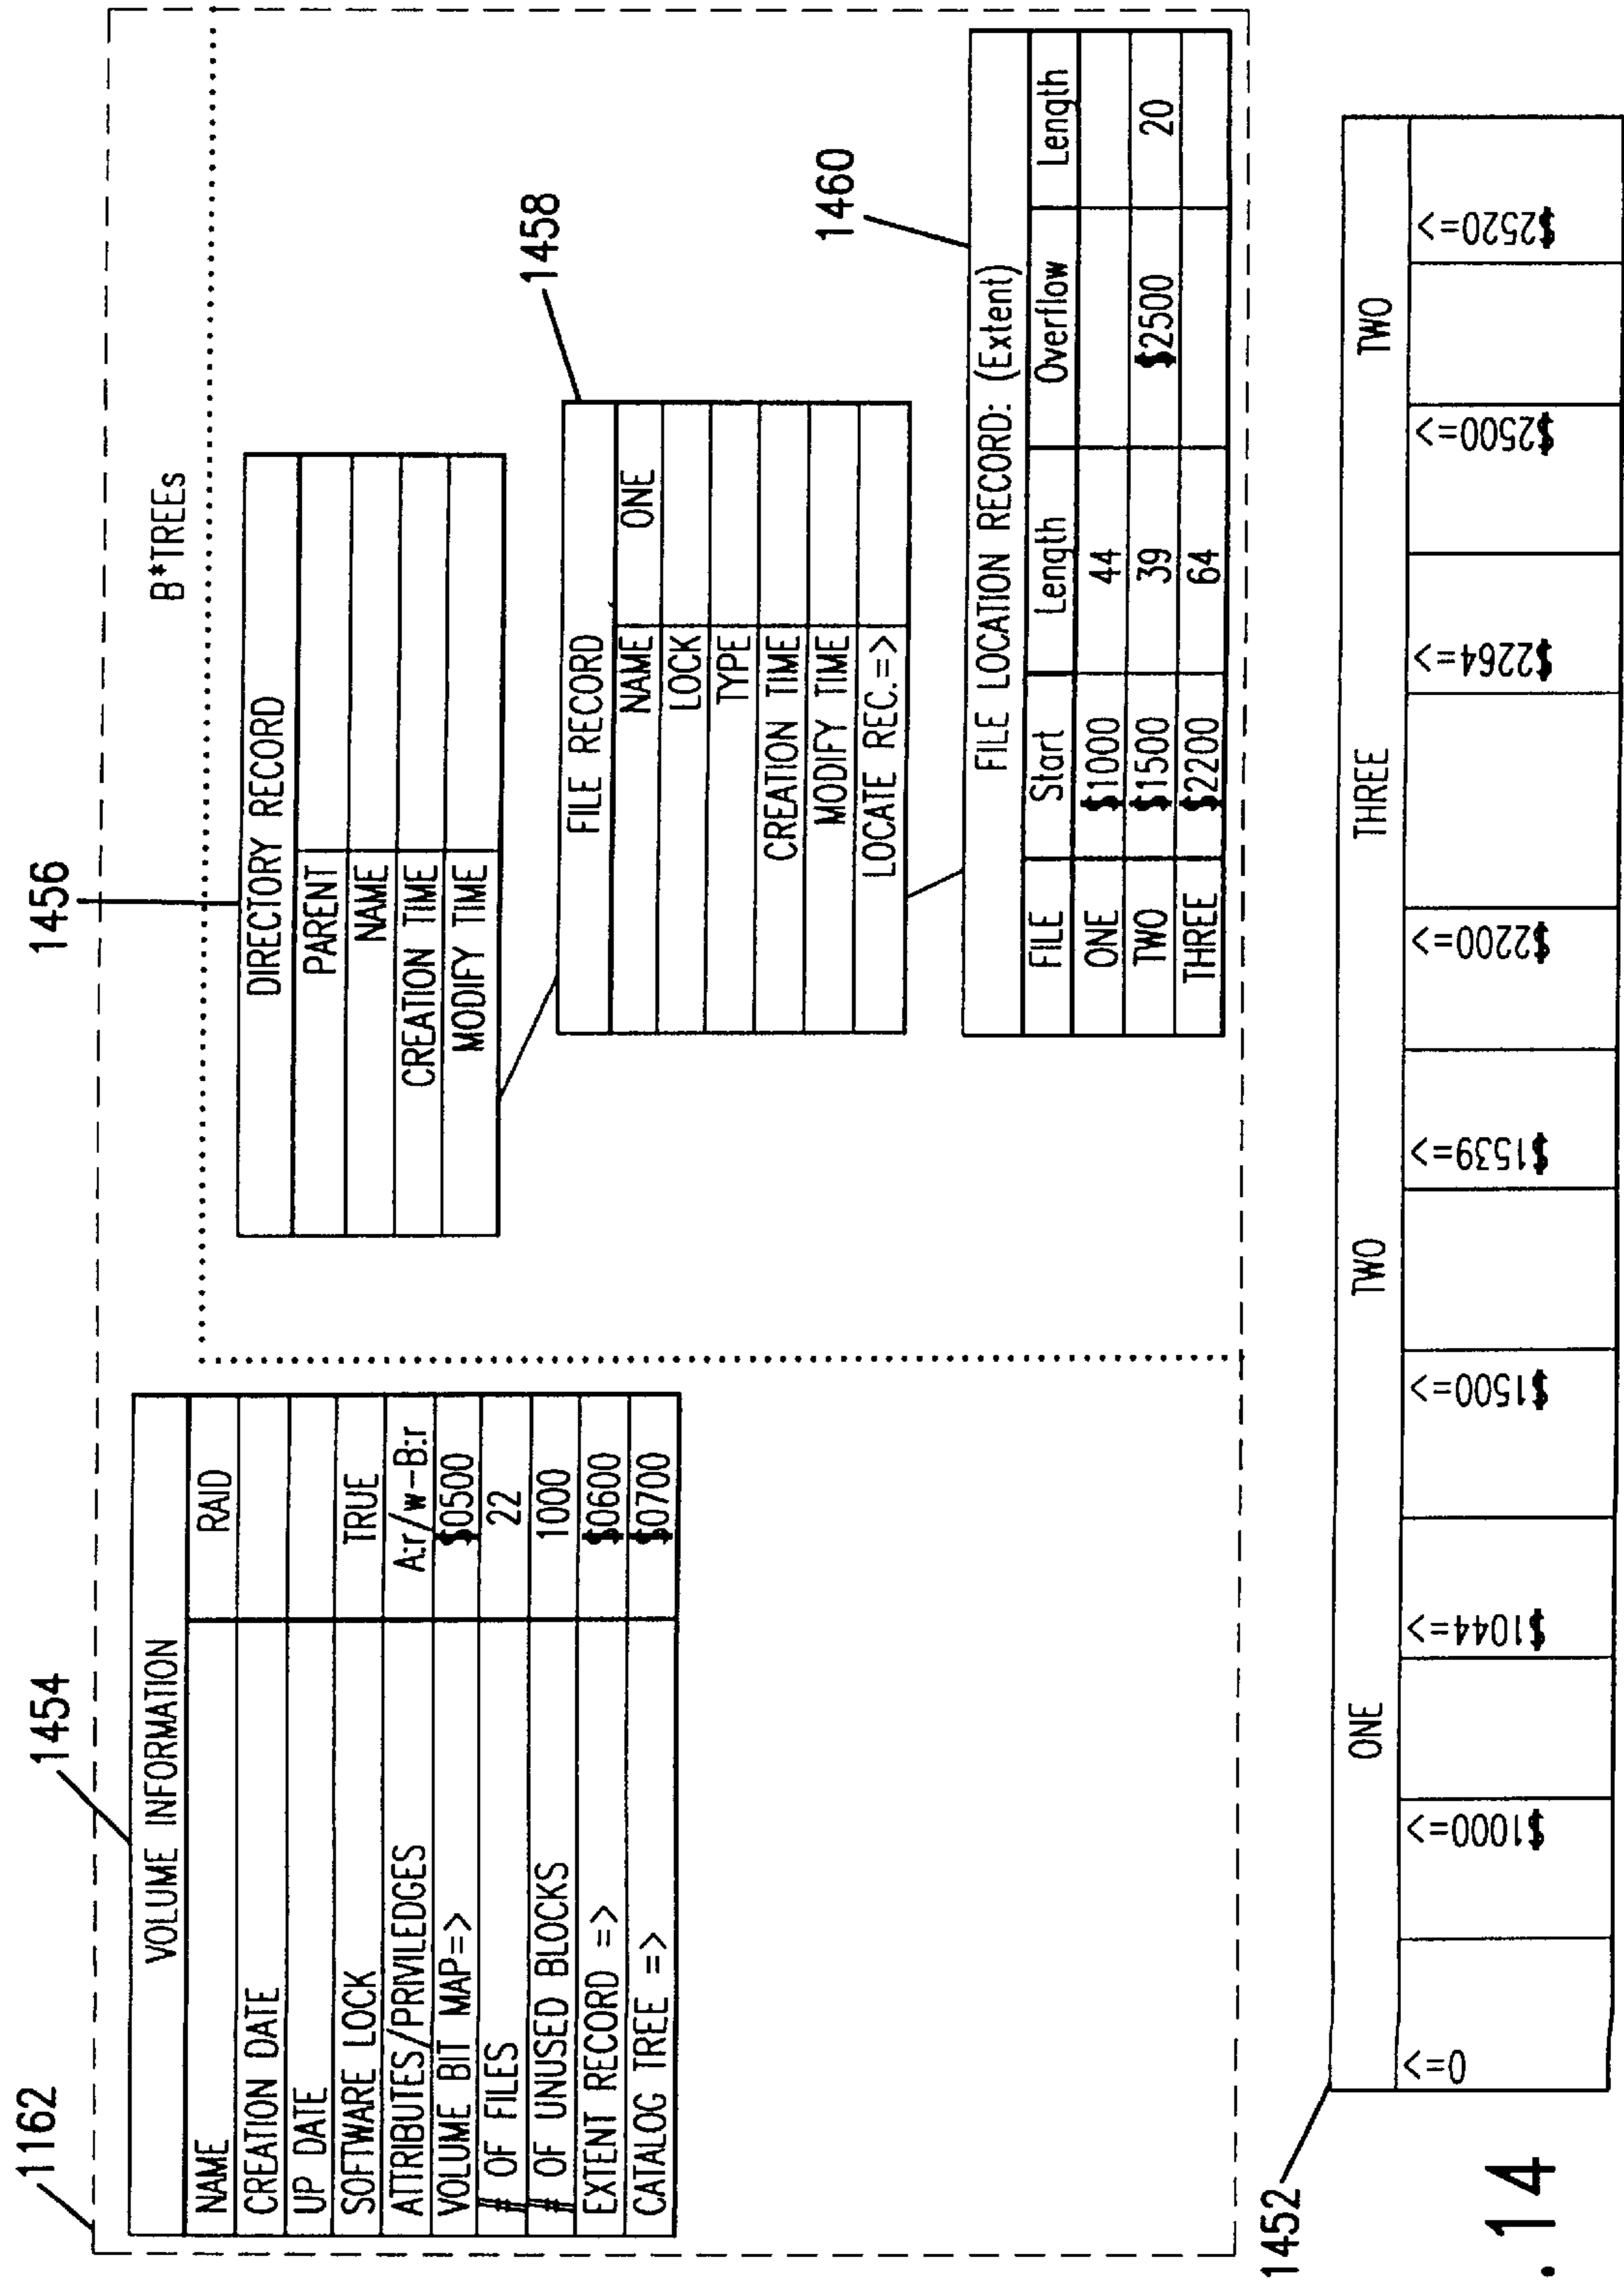 1162
1454
1456
VOLUME INFORMATION
NAME RAID
CREATION DATE
UP DATE
SOFTWARE LOCK TRUE
ATTRIBUTES/PRIVILEDGES A:r/w-B:r
VOLUME BIT MAP=> $0500
# OF FILES 22
# OF UNUSED BLOCKS 1000
EXTENT RECORD => $0600
CATALOG TREE => $0700
B*TREEs
DIRECTORY RECORD
PARENT
NAME
CREATION TIME
MODIFY TIME
1458
FILE RECORD
NAME ONE
LOCK
TYPE
CREATION TIME
MODIFY TIME
LOCATE REC.=>
1460
FILE LOCATION RECORD: (Extent)
FILE Start Length Overflow Length
ONE $1000 44
TWO $1500 39 $2500 20
THREE $2200 64
1452
ONE TWO THREE TWO
0=> $1000=> $1044=> $1500=> $1539=> $2200=> $2264=> $2500=> $2520=>
.14